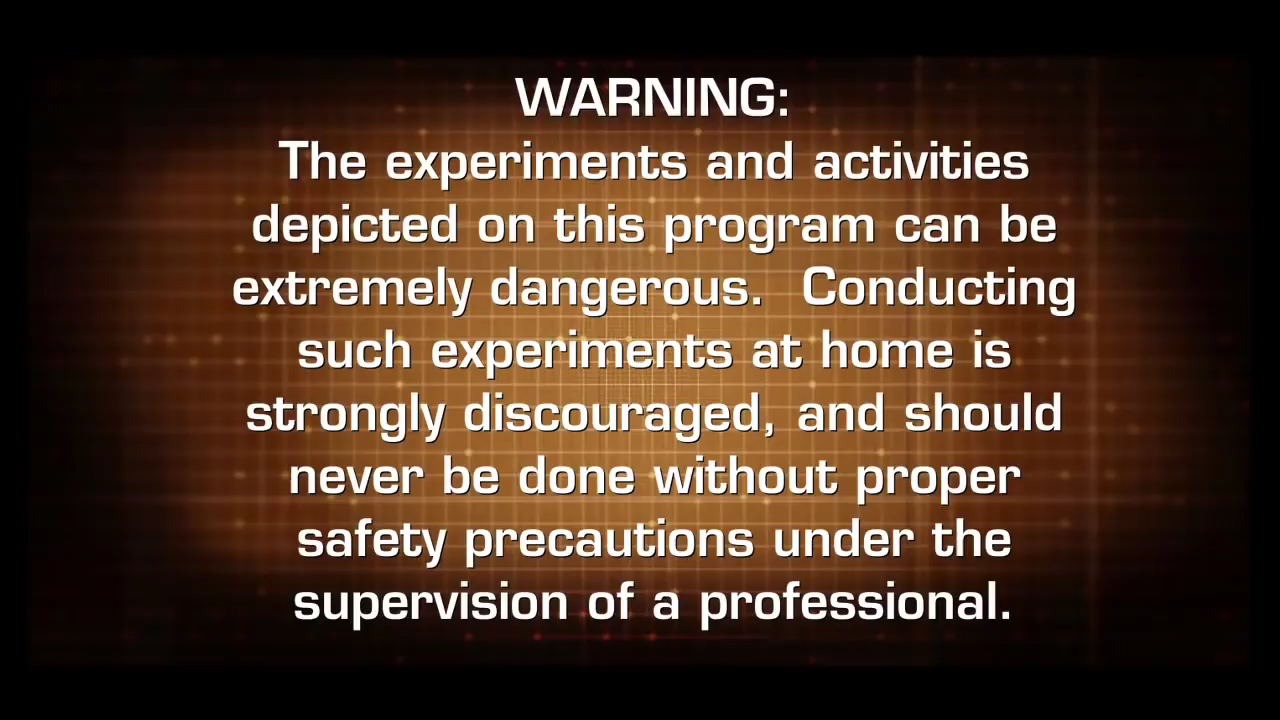 WARNING:
The experiments and activities
depicted on this program can be
extremely dangerous.  Conducting
such experiments at home is
strongly discouraged, and should
never be done without proper
safety precautions under the
supervision of a professional.